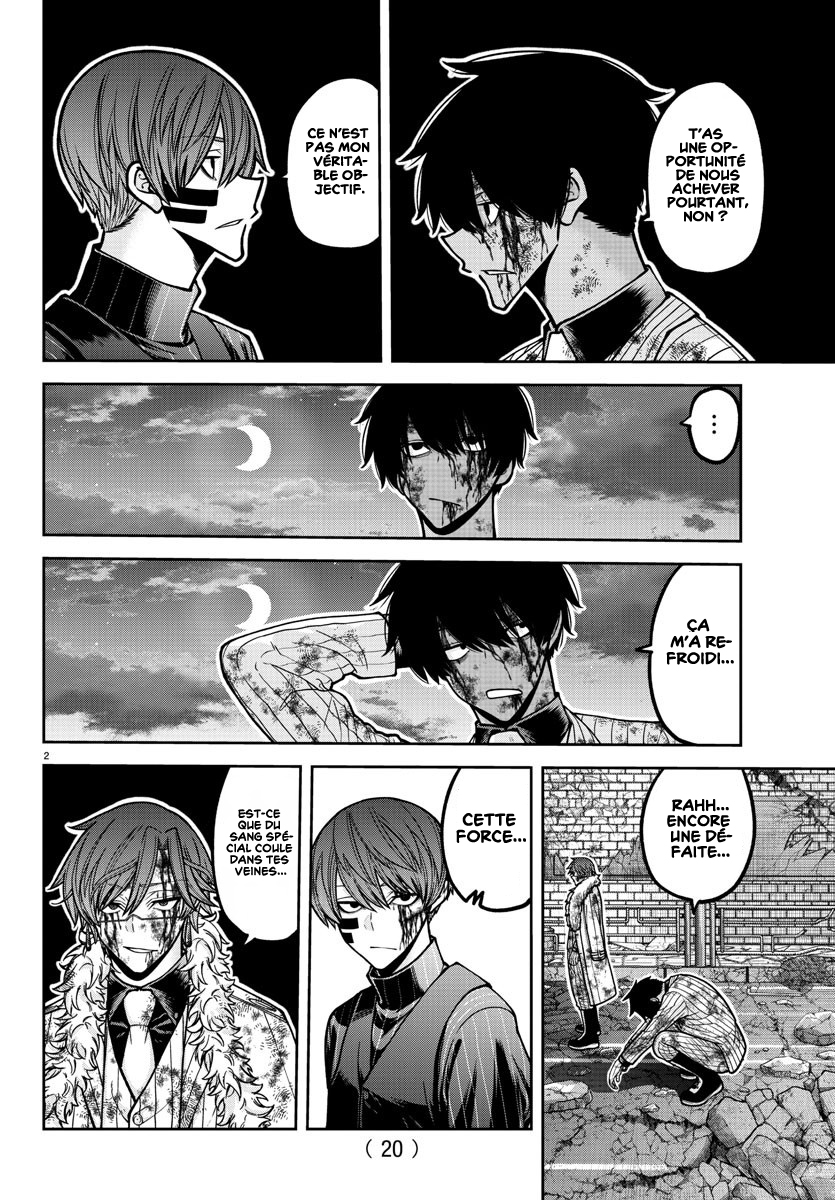 T'AS
UNE OP-
PORTUNITÉ
DE NOUS
ACHEVER
POURTANT,
NON ?
CE N'EST
PAS MON
VÉRITA-
BLE OB-
JECTIF.
...
ÇA
M'A RE-
FROIDI...
2
RAHH...
ENCORE
UNE DÉ-
FAITE...
CETTE
FORCE...
EST-CE
QUE DU
SANG SPÉ-
CIAL COULE
DANS TES
VEINES...
( 20 )